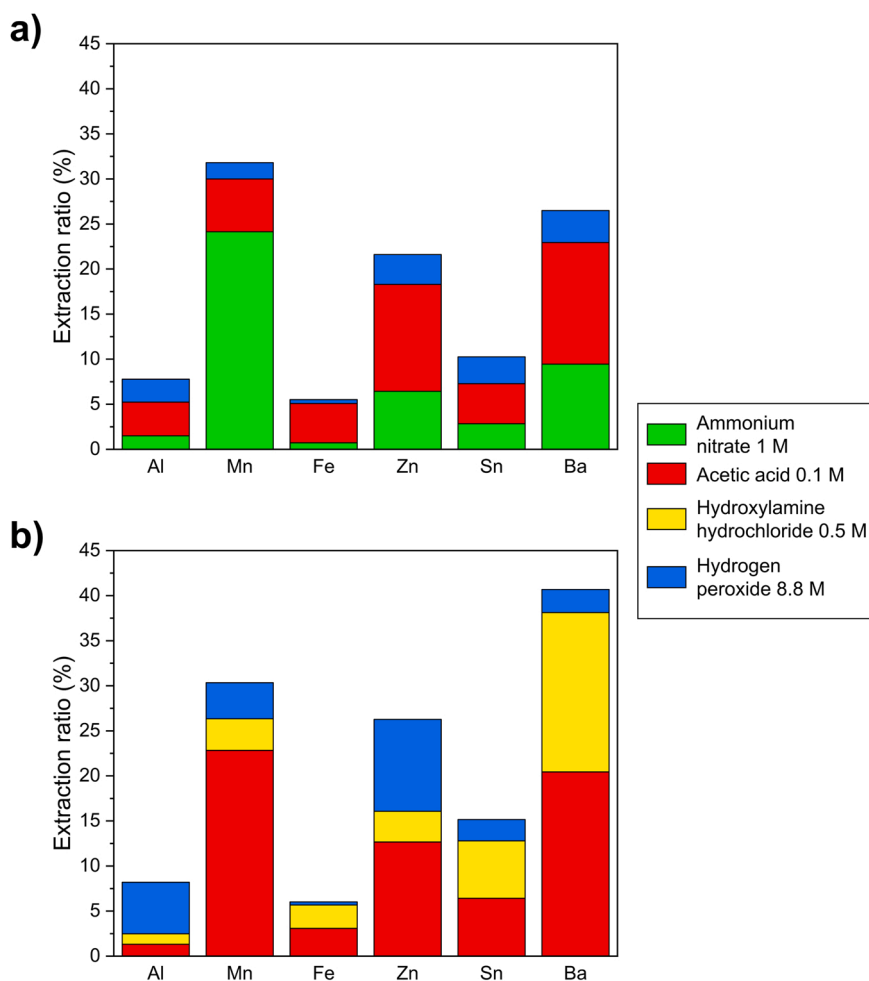 a)
45
40
35
30
25
20
15
10
5
0
Extraction ratio (%)
Al Mn Fe Zn Sn Ba
Ammonium
nitrate 1 M
Acetic acid 0.1 M
Hydroxylamine
hydrochloride 0.5 M
Hydrogen
peroxide 8.8 M
b)
45
40
35
30
25
20
15
10
5
0
Extraction ratio (%)
Al Mn Fe Zn Sn Ba